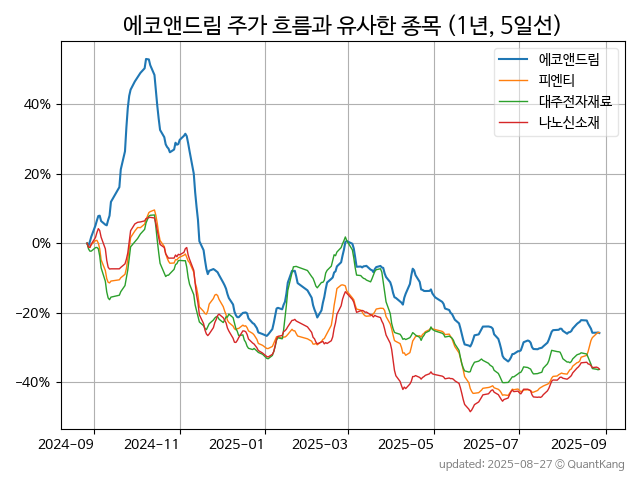 에코앤드림 주가 흐름과 유사한 종목 (1년, 5일선)
에코앤드림
피엔티
대주전자재료
나노신소재
40%
20%
0%
−20%
−40%
2024-09 2024-11 2025-01 2025-03 2025-05 2025-07 2025-09
updated: 2025-08-27 © QuantKang